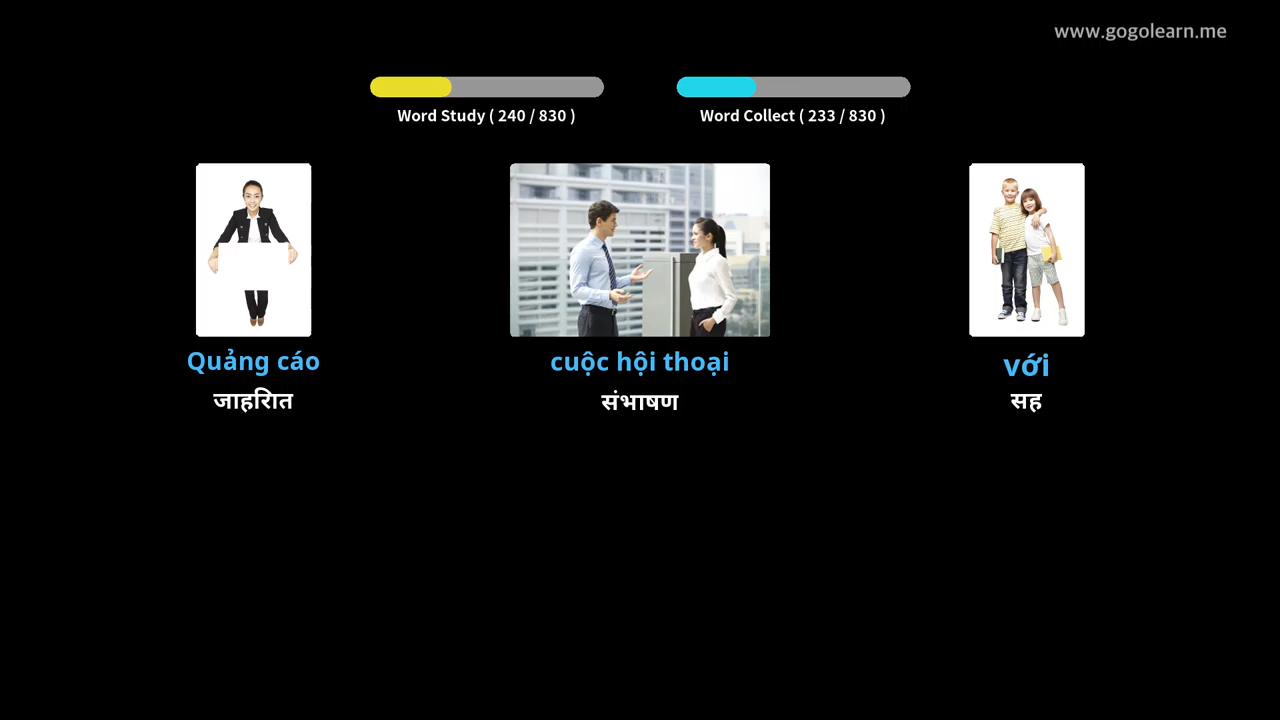 www.gogolearn.me
Word Study ( 240 / 830 )
Word Collect ( 233 / 830 )
Quảng cáo
जाहरिात
cuộc hội thoại
संभाषण
với
सह